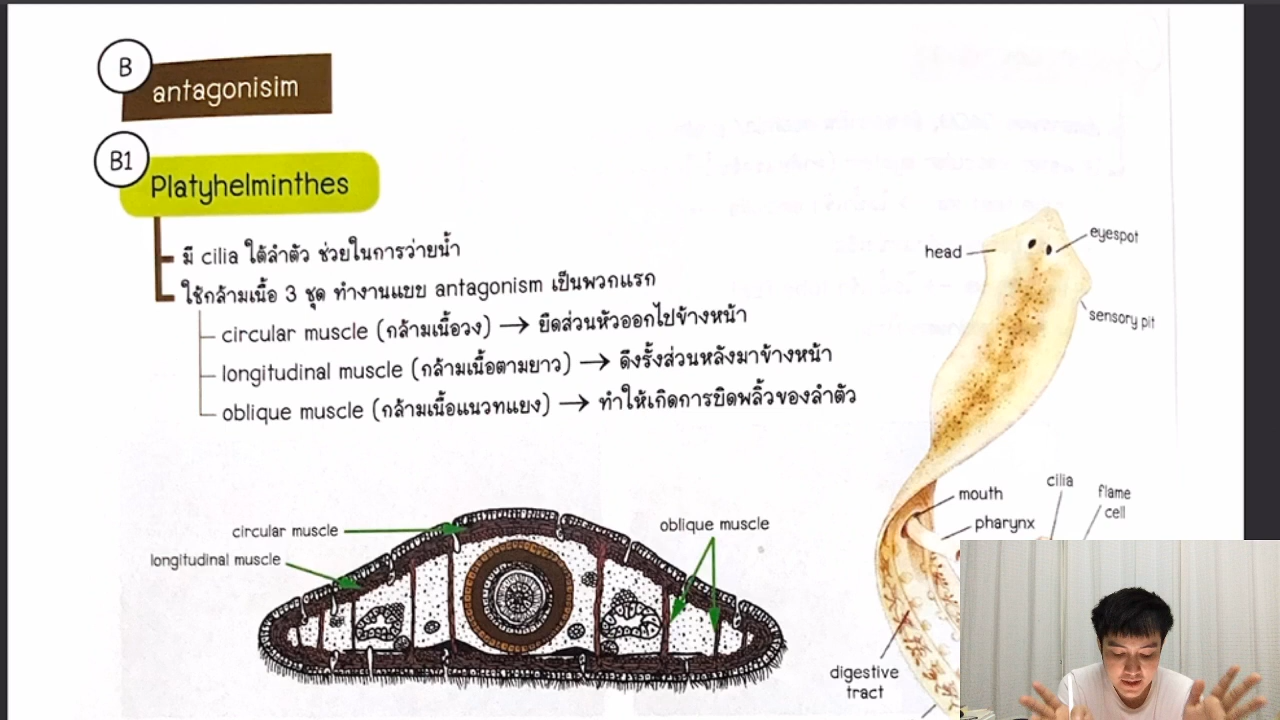 B
antagonisim
B1
Platyhelminthes
มี cilia ใต้ลำตัว ช่วยในการว่ายน้ำ
ใช้กล้ามเนื้อ 3 ชุด ทำงานแบบ antagonism เป็นพวกแรก
circular muscle (กล้ามเนื้อวง) → ยืดส่วนหัวออกไปข้างหน้า
longitudinal muscle (กล้ามเนื้อตามยาว) → ดึงรั้งส่วนหลังมาข้างหน้า
oblique muscle (กล้ามเนื้อแนวทแยง) → ทำให้เกิดการบิดพลิ้วของลำตัว
head
eyespot
sensory pit
circular muscle
longitudinal muscle
oblique muscle
mouth
pharynx
cilia
flame
cell
digestive
tract